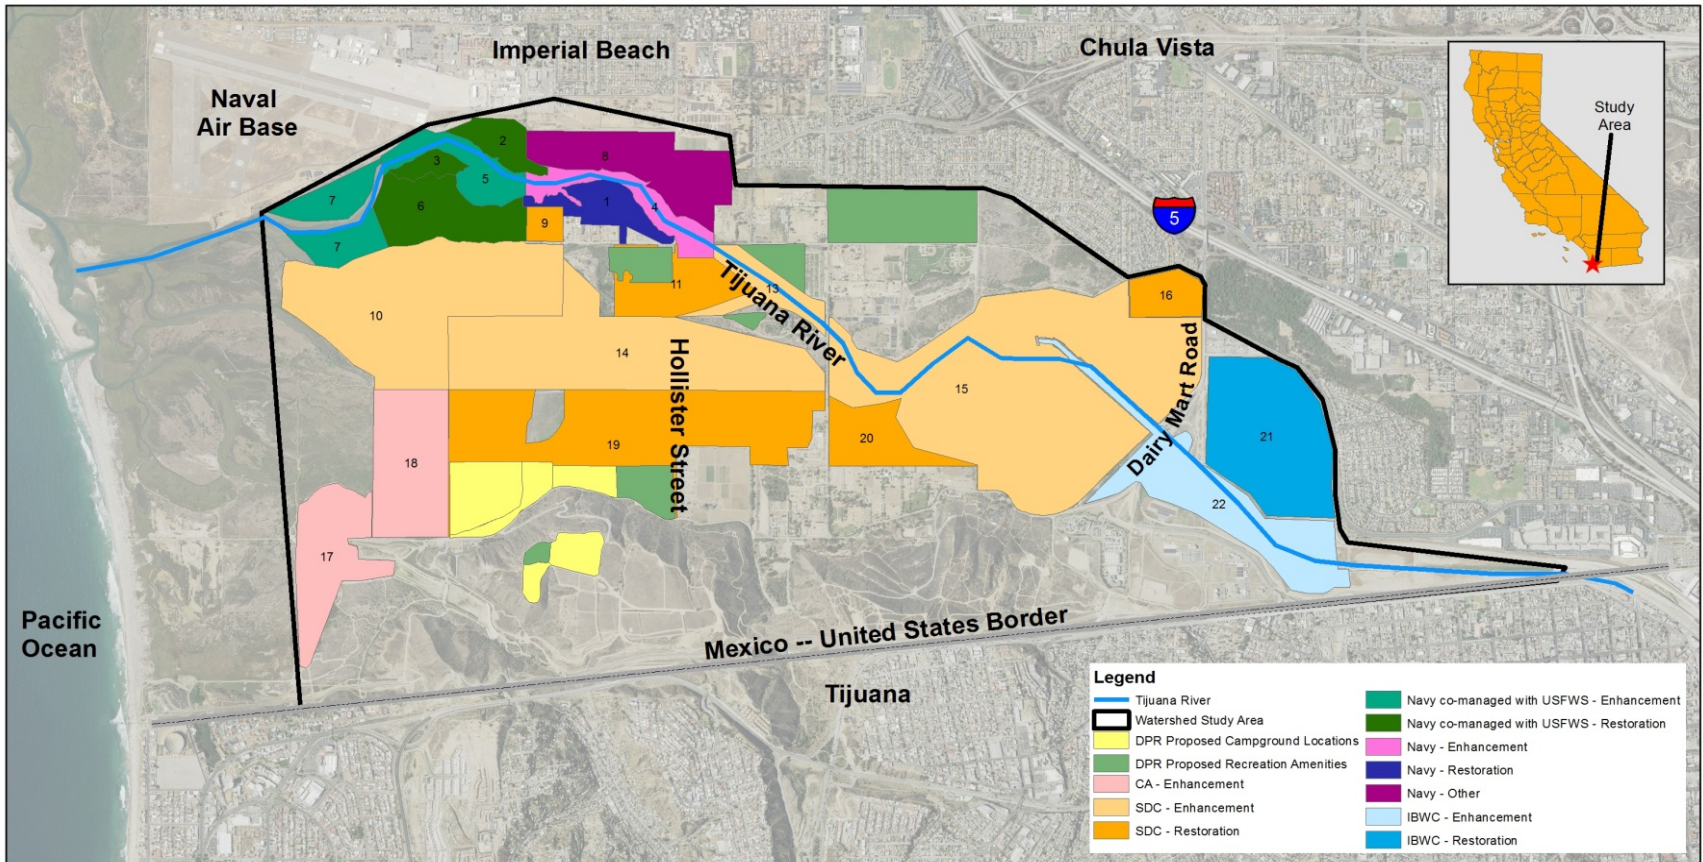 Imperial Beach
Chula Vista
Naval
Air Base
Study
Area
5
2
8
3
5
7
6
1
4
9
7
13
11
16
10
Tijuana River
14
Hollister Street
15
Dairy Mart Road
19
20
21
18
22
17
Pacific
Ocean
Mexico -- United States Border
Tijuana
Legend
Tijuana River
Watershed Study Area
DPR Proposed Campground Locations
DPR Proposed Recreation Amenities
CA - Enhancement
SDC - Enhancement
SDC - Restoration
Navy co-managed with USFWS - Enhancement
Navy co-managed with USFWS - Restoration
Navy - Enhancement
Navy - Restoration
Navy - Other
IBWC - Enhancement
IBWC - Restoration